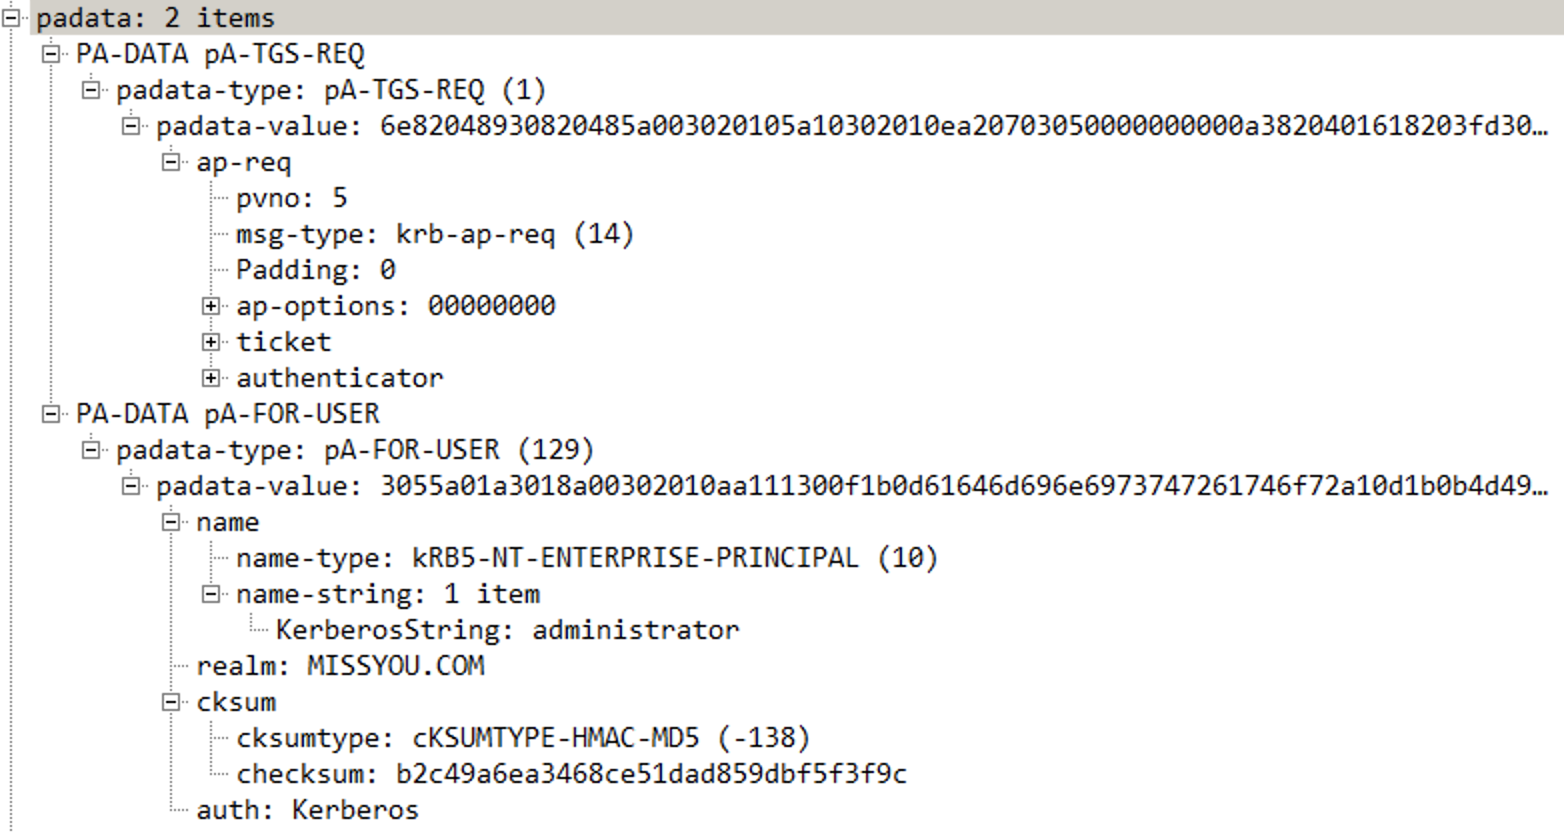 padata: 2 items
PA-DATA pA-TGS-REQ
padata-type: pA-TGS-REQ (1)
padata-value: 6e82048930820485a003020105a10302010ea20703050000000000a3820401618203fd30…
ap-req
pvno: 5
msg-type: krb-ap-req (14)
Padding: 0
ap-options: 00000000
ticket
authenticator
PA-DATA pA-FOR-USER
padata-type: pA-FOR-USER (129)
padata-value: 3055a01a3018a00302010aa111300f1b0d61646d696e6973747261746f72a10d1b0b4d49…
name
name-type: kRB5-NT-ENTERPRISE-PRINCIPAL (10)
name-string: 1 item
KerberosString: administrator
realm: MISSYOU.COM
cksum
cksumtype: cKSUMTYPE-HMAC-MD5 (-138)
checksum: b2c49a6ea3468ce51dad859dbf5f3f9c
auth: Kerberos